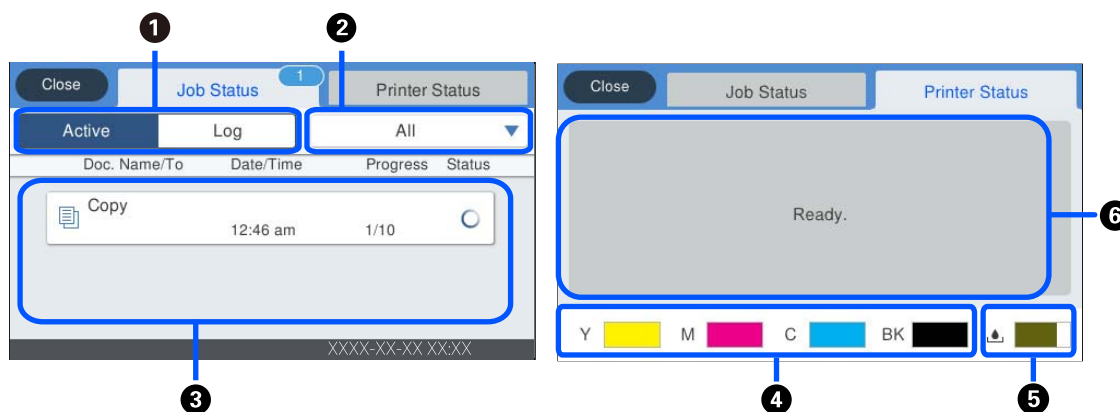 1
2
Close
Job Status
1
Printer Status
Active
Log
All
Doc. Name/To Date/Time Progress Status
Copy
12:46 am 1/10
XXXX-XX-XX XX:XX
3
Close
Job Status
Printer Status
Ready.
6
Y M C BK
4
5